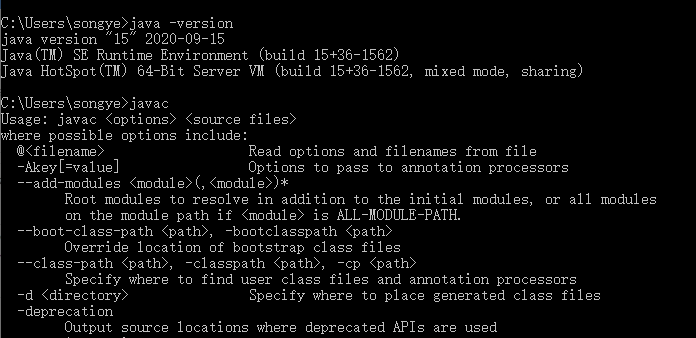 C:\Users\songye>java -version
java version "15" 2020-09-15
Java(TM) SE Runtime Environment (build 15+36-1562)
Java HotSpot(TM) 64-Bit Server VM (build 15+36-1562, mixed mode, sharing)
C:\Users\songye>javac
Usage: javac <options> <source files>
where possible options include:
  @<filename>                  Read options and filenames from file
  -Akey[=value]                Options to pass to annotation processors
  --add-modules <module>(,<module>)*
        Root modules to resolve in addition to the initial modules, or all modules
        on the module path if <module> is ALL-MODULE-PATH.
  --boot-class-path <path>, -bootclasspath <path>
        Override location of bootstrap class files
  --class-path <path>, -classpath <path>, -cp <path>
        Specify where to find user class files and annotation processors
  -d <directory>               Specify where to place generated class files
  -deprecation
        Output source locations where deprecated APIs are used